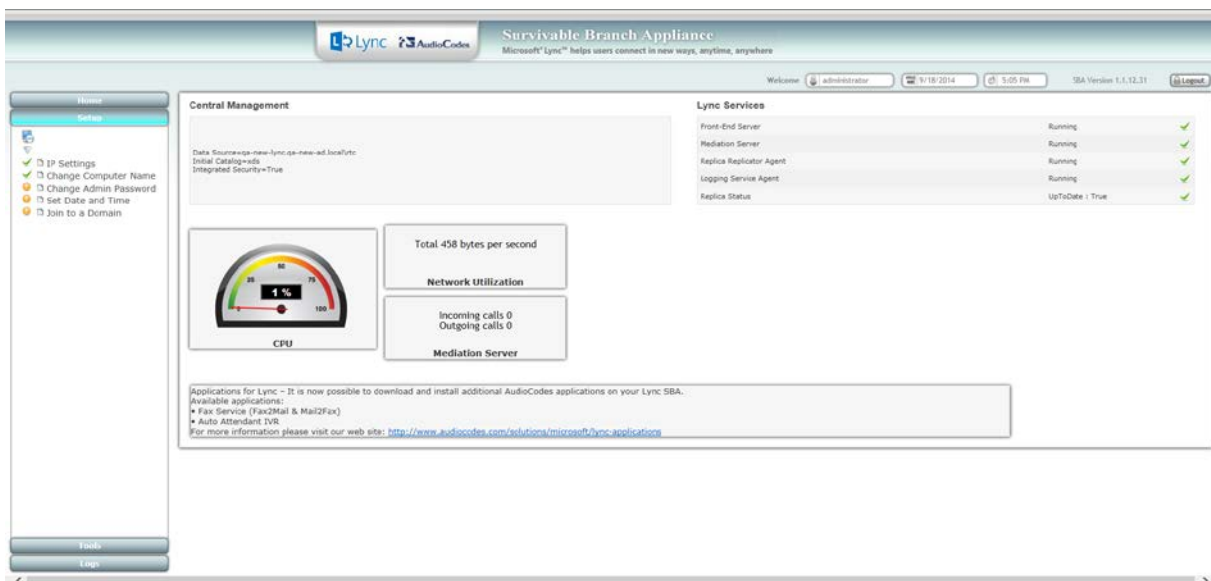 Lync AudioCodes
Survivable Branch Appliance
Microsoft® Lync™ helps users connect in new ways, anytime, anywhere
Welcome administrator 9/18/2014 5:05 PM SBA Version 1.1.12.31 Logout
Home
Setup
IP Settings
Change Computer Name
Change Admin Password
Set Date and Time
Join to a Domain
Tools
Logs
Central Management
Data Source=qa-new-lync.qa-new-ad.local\rtc
Initial Catalog=xds
Integrated Security=True
Lync Services
Front-End Server Running
Mediation Server Running
Replica Replicator Agent Running
Logging Service Agent Running
Replica Status UpToDate : True
0 25 50 75 100
1 %
CPU
Total 458 bytes per second
Network Utilization
Incoming calls 0
Outgoing calls 0
Mediation Server
Applications for Lync – It is now possible to download and install additional AudioCodes applications on your Lync SBA.
Available applications:
• Fax Service (Fax2Mail & Mail2Fax)
• Auto Attendant IVR
For more information please visit our web site: http://www.audiocodes.com/solutions/microsoft/lync-applications